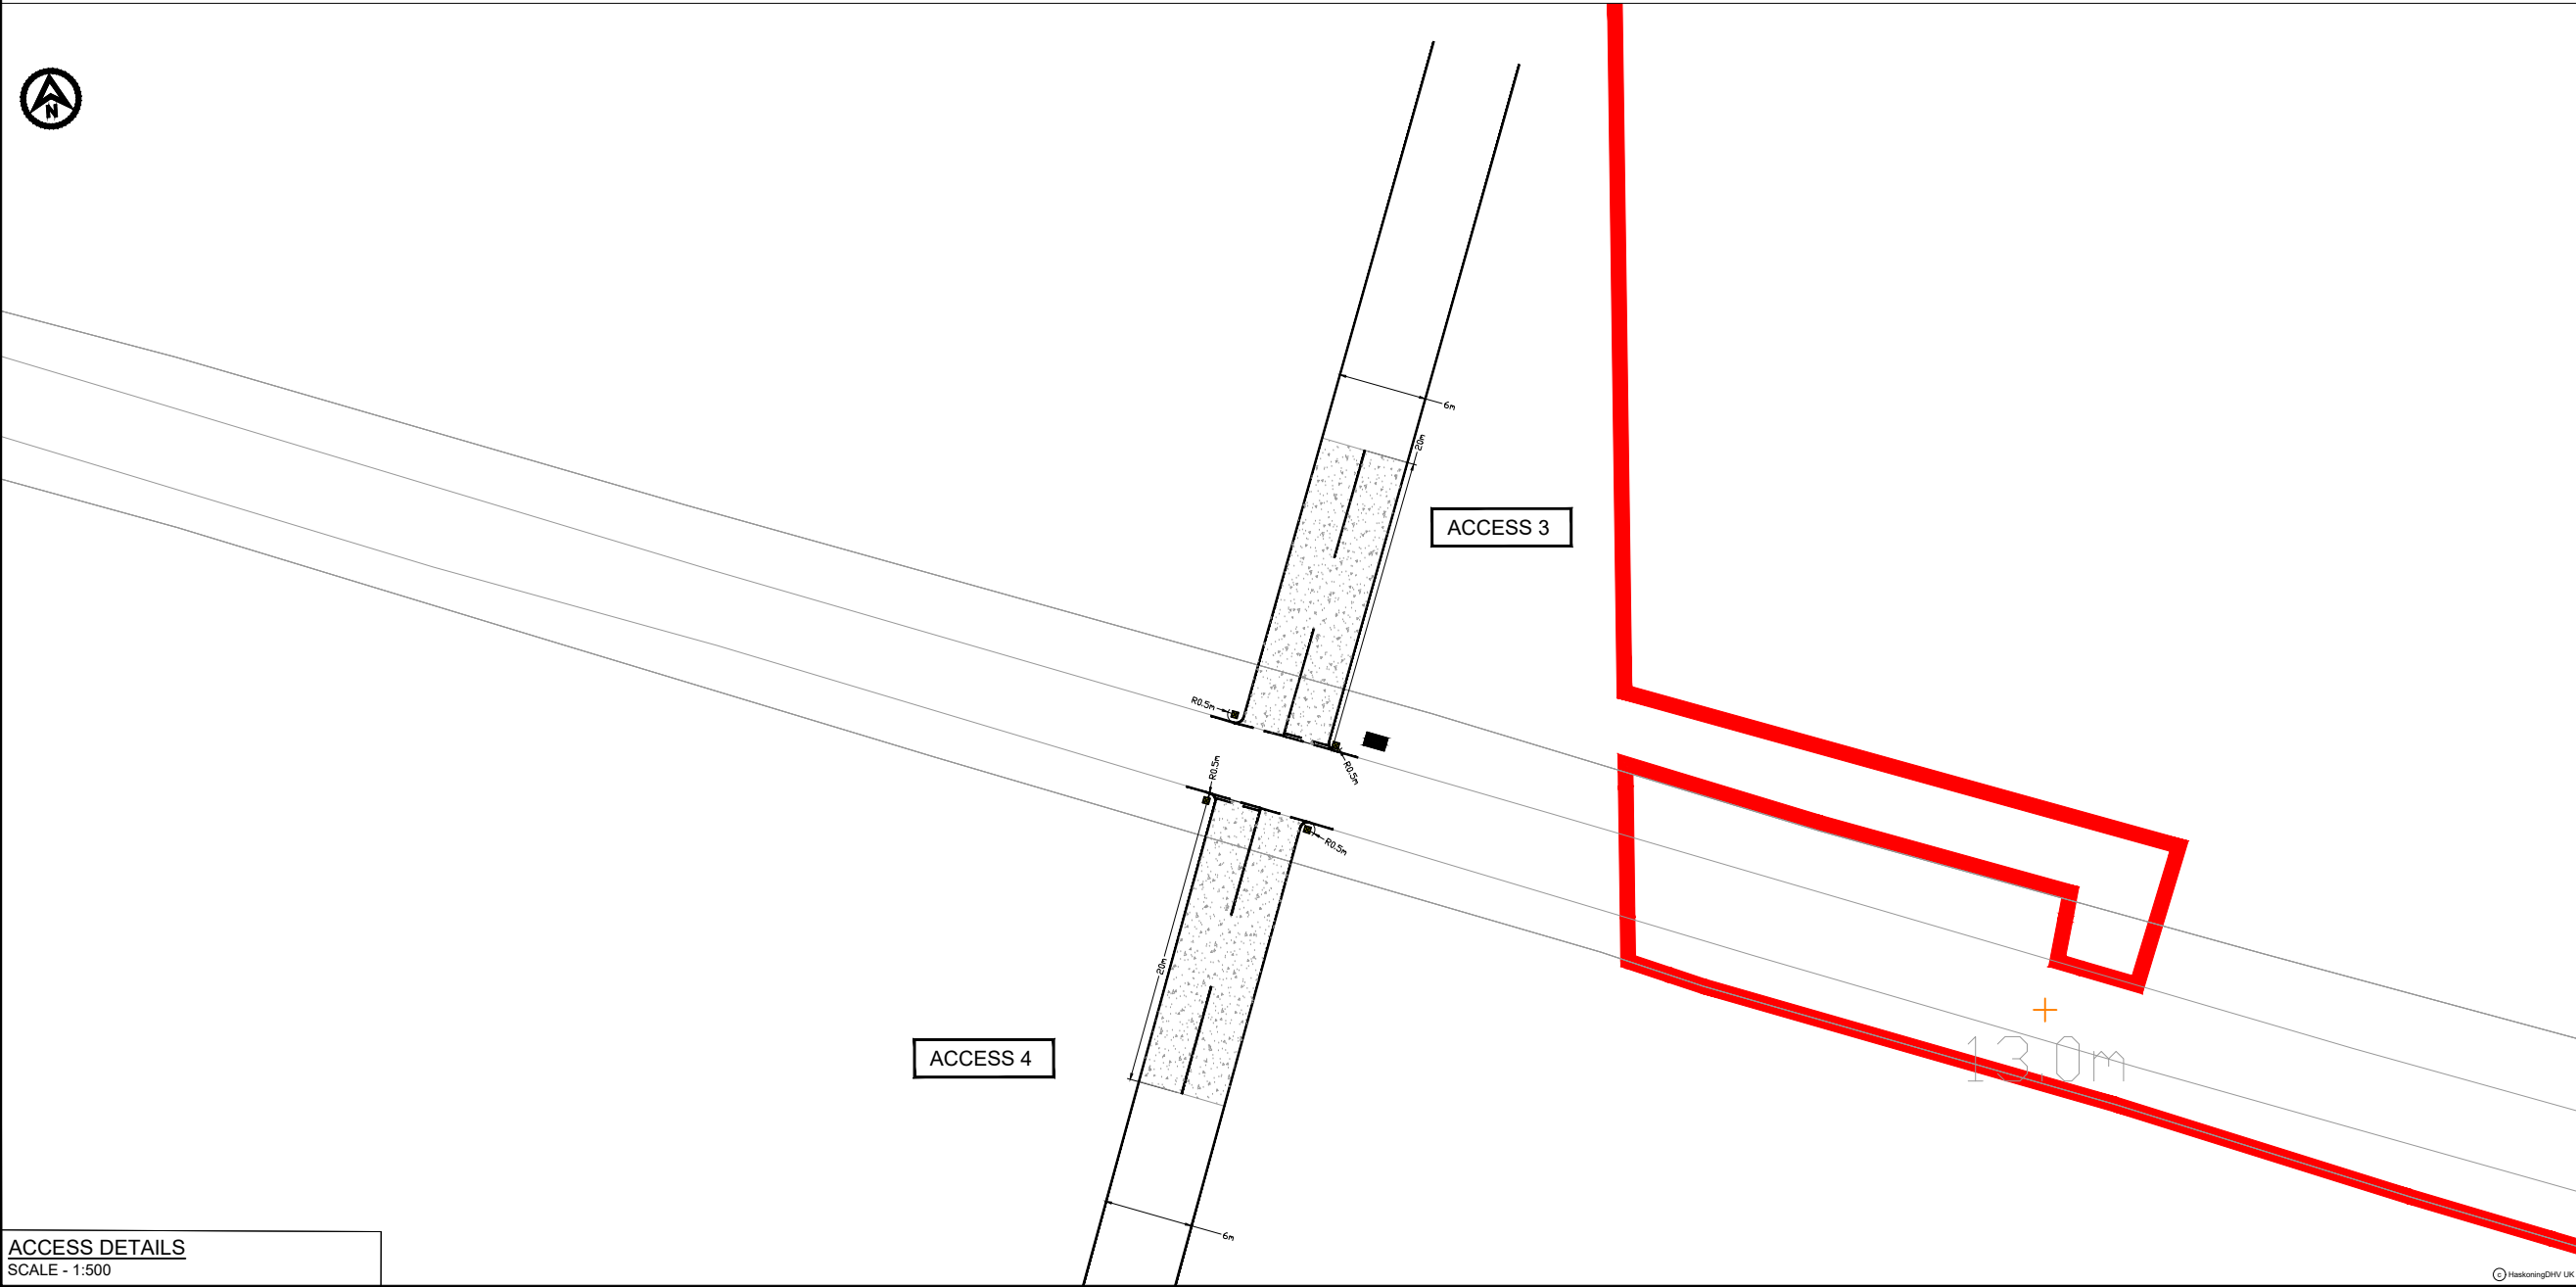 N
6m
20m
ACCESS 3
R0.5m
R0.5m
R0.5m
R0.5m
20m
13.0m
ACCESS 4
6m
ACCESS DETAILS
SCALE - 1:500
© HaskoningDHV UK